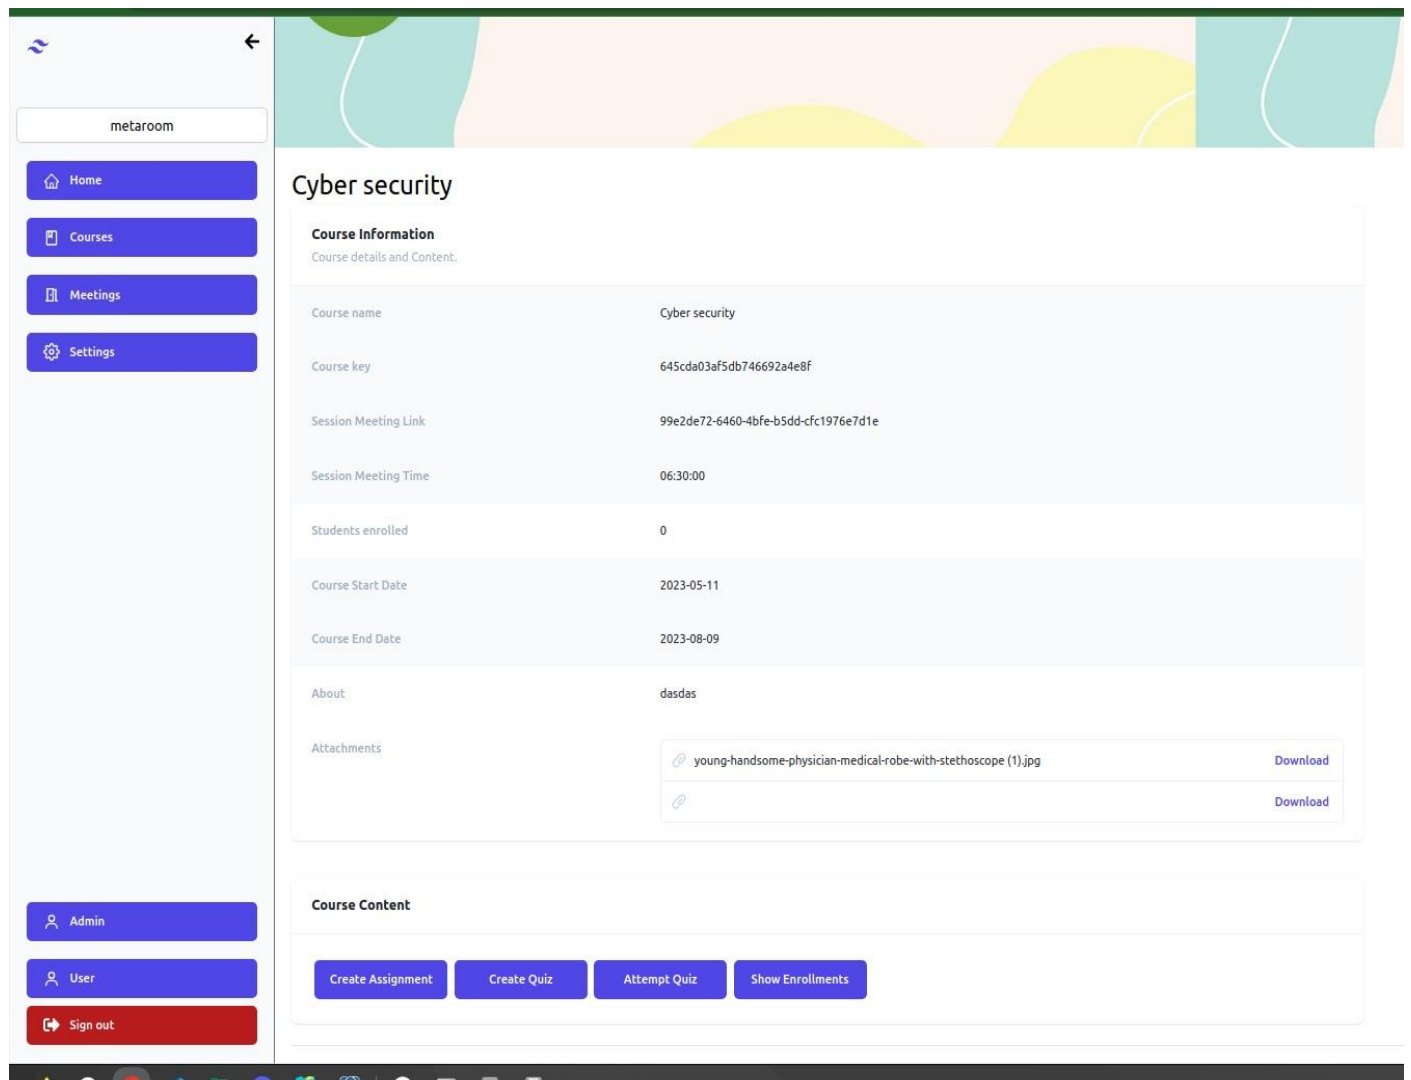 metaroom
Home
Courses
Meetings
Settings
Admin
User
Sign out
Cyber security
Course Information
Course details and Content.
Course name Cyber security
Course key 645cda03af5db746692a4e8f
Session Meeting Link 99e2de72-6460-4bfe-b5dd-cfc1976e7d1e
Session Meeting Time 06:30:00
Students enrolled 0
Course Start Date 2023-05-11
Course End Date 2023-08-09
About dasdas
Attachments
young-handsome-physician-medical-robe-with-stethoscope (1).jpg Download
Download
Course Content
Create Assignment Create Quiz Attempt Quiz Show Enrollments